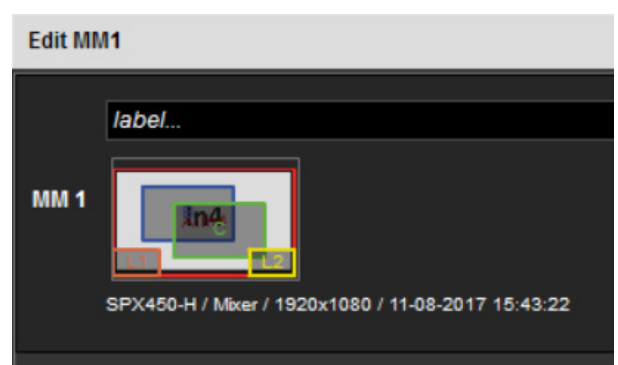 Edit MM1
label...
MM 1
in4
C
L1
L2
SPX450-H / Mixer / 1920x1080 / 11-08-2017 15:43:22